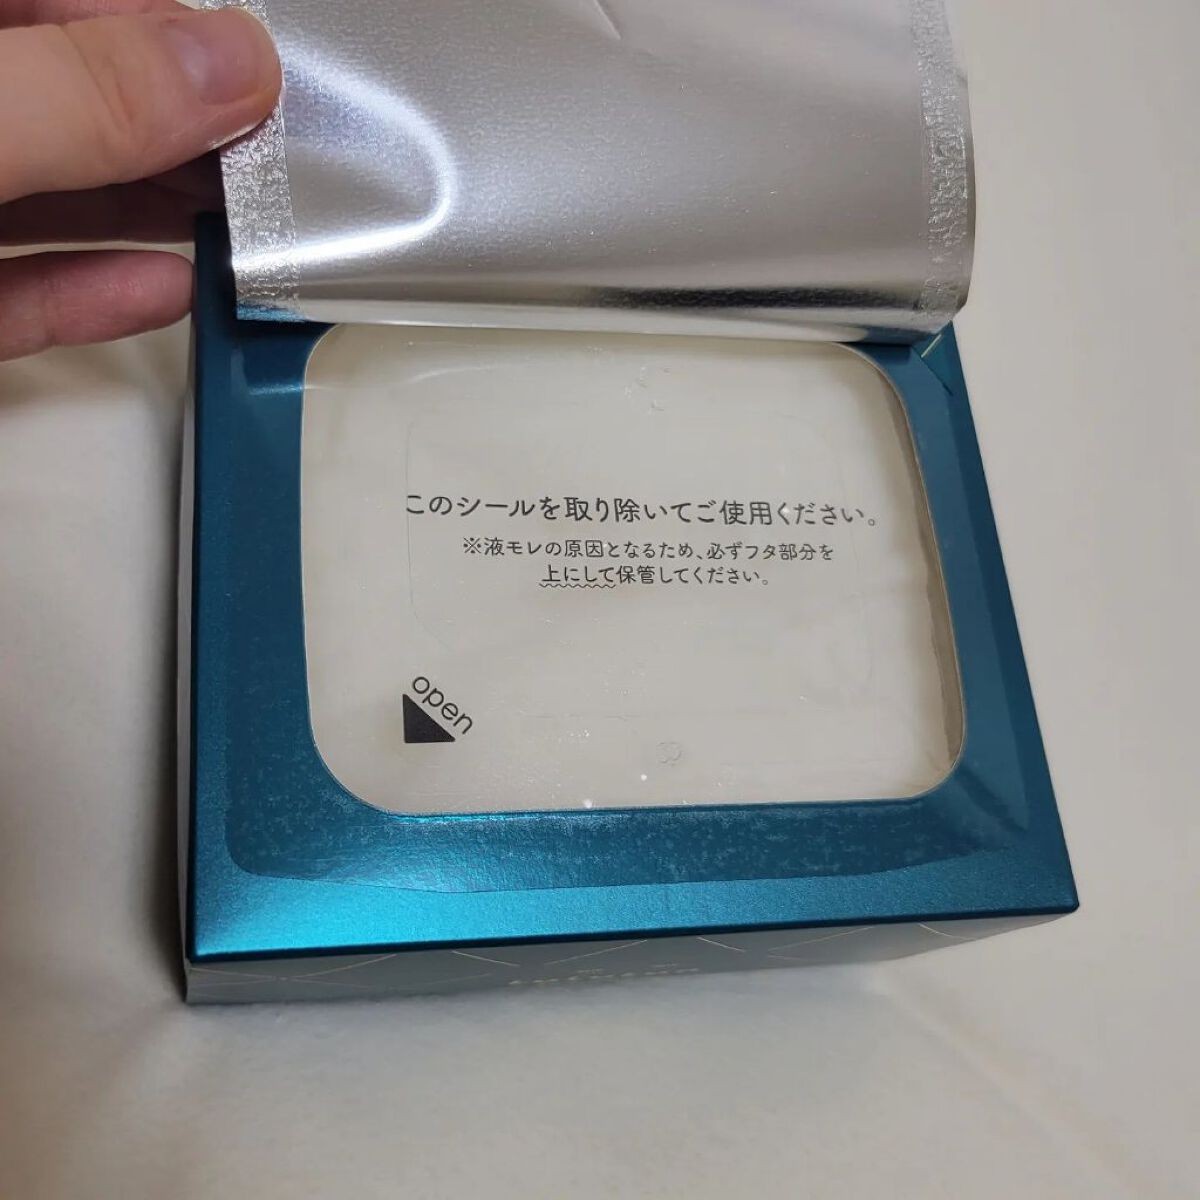 このシールを取り除いてご使用ください。
※液モレの原因となるため、必ずフタ部分を
上にして保管してください。
open